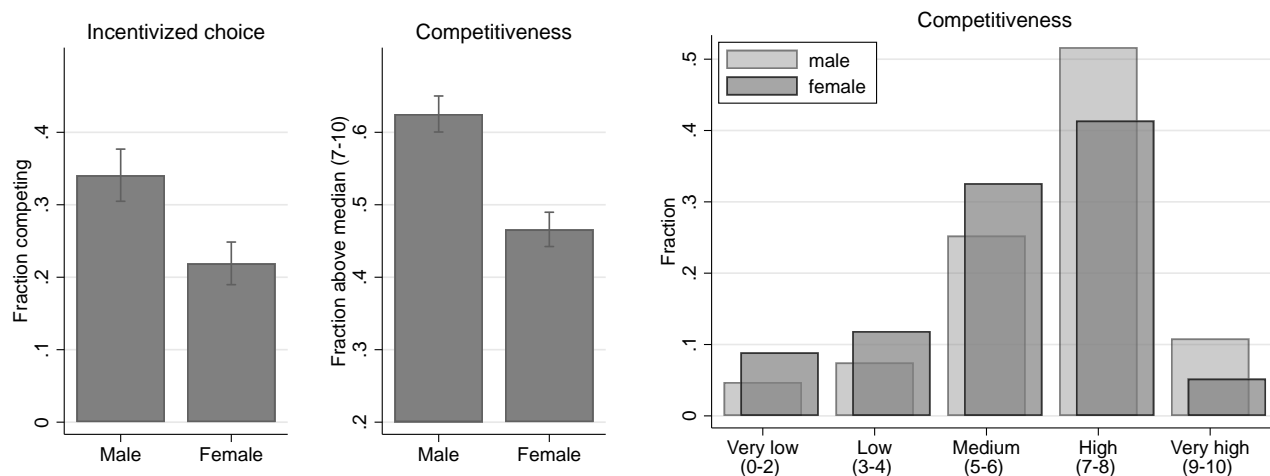 Incentivized choice
Fraction competing
.4
.3
.2
.1
0
Male Female
Competitiveness
Fraction above median (7-10)
.6
.5
.4
.3
.2
Male Female
Competitiveness
male
female
Fraction
.5
.4
.3
.2
.1
0
Very low Low Medium High Very high
(0-2) (3-4) (5-6) (7-8) (9-10)